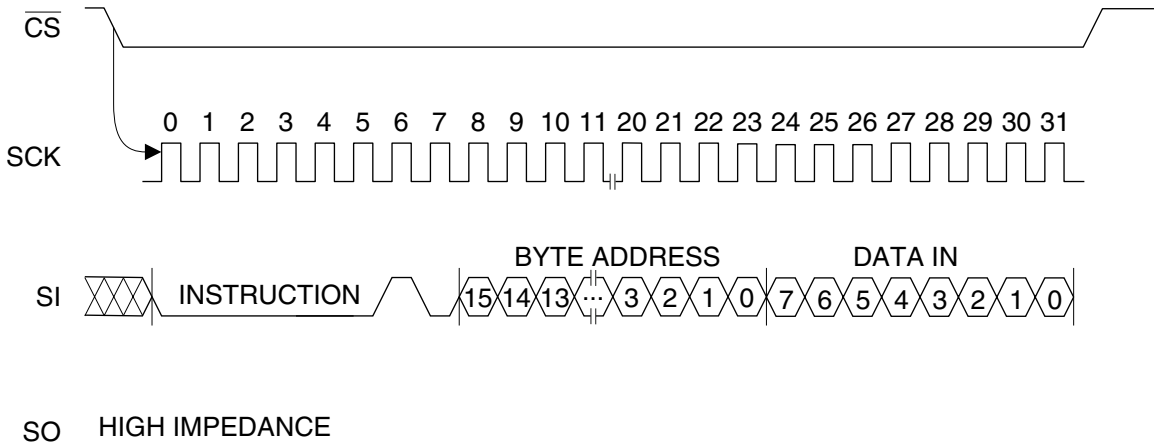 CS
0 1 2 3 4 5 6 7 8 9 10 11 20 21 22 23 24 25 26 27 28 29 30 31
SCK
BYTE ADDRESS DATA IN
SI INSTRUCTION 15 14 13 ... 3 2 1 0 7 6 5 4 3 2 1 0
SO HIGH IMPEDANCE